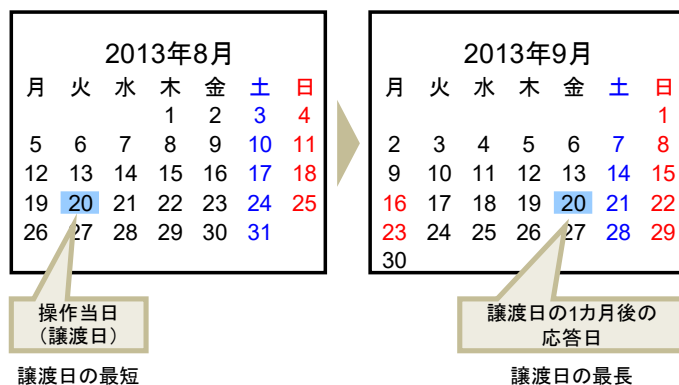 2013年8月
月 火 水 木 金 土 日
1 2 3 4
5 6 7 8 9 10 11
12 13 14 15 16 17 18
19 20 21 22 23 24 25
26 27 28 29 30 31
操作当日
（譲渡日）
譲渡日の最短
2013年9月
月 火 水 木 金 土 日
1
2 3 4 5 6 7 8
9 10 11 12 13 14 15
16 17 18 19 20 21 22
23 24 25 26 27 28 29
30
譲渡日の1カ月後の
応答日
譲渡日の最長